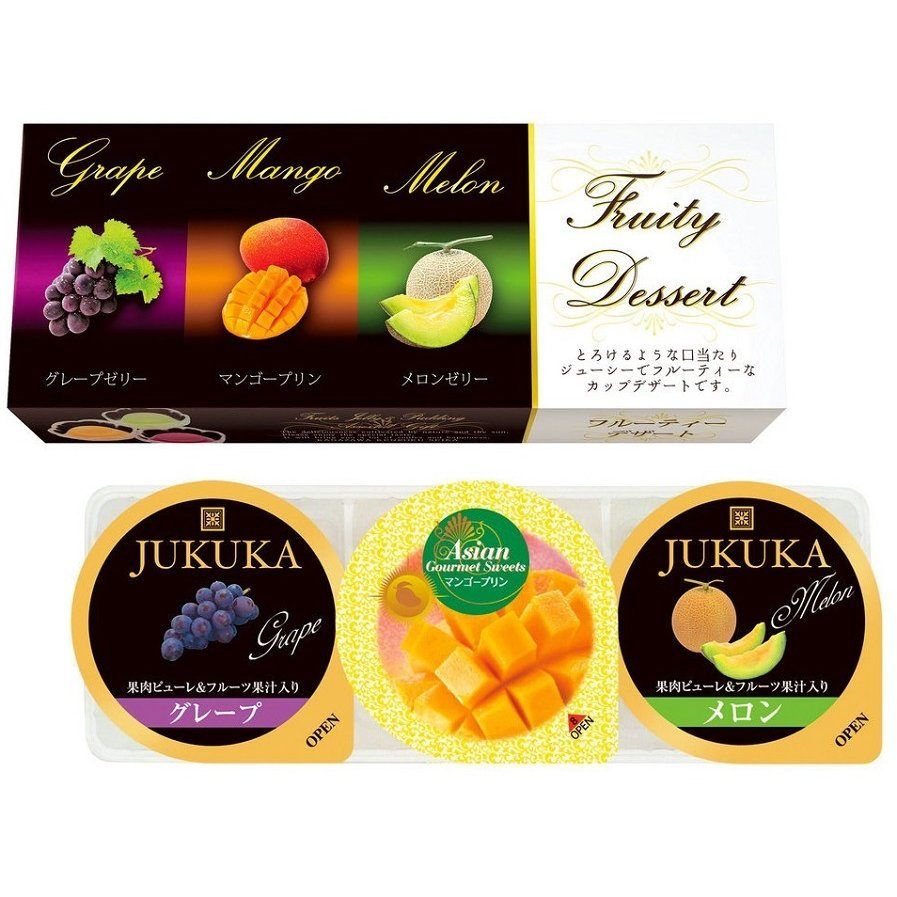 Grape
Mango
Melon
グレープゼリー
マンゴープリン
メロンゼリー
Fruity
Dessert
とろけるような口当たり
ジューシーでフルーティーな
カップデザートです。
Fruits Jelly & Pudding
フルーティー
デザート
JUKUKA
Grape
果肉ピューレ&フルーツ果汁入り
グレープ
OPEN
Asian
Gourmet Sweets
マンゴープリン
OPEN
JUKUKA
Melon
果肉ピューレ&フルーツ果汁入り
メロン
OPEN